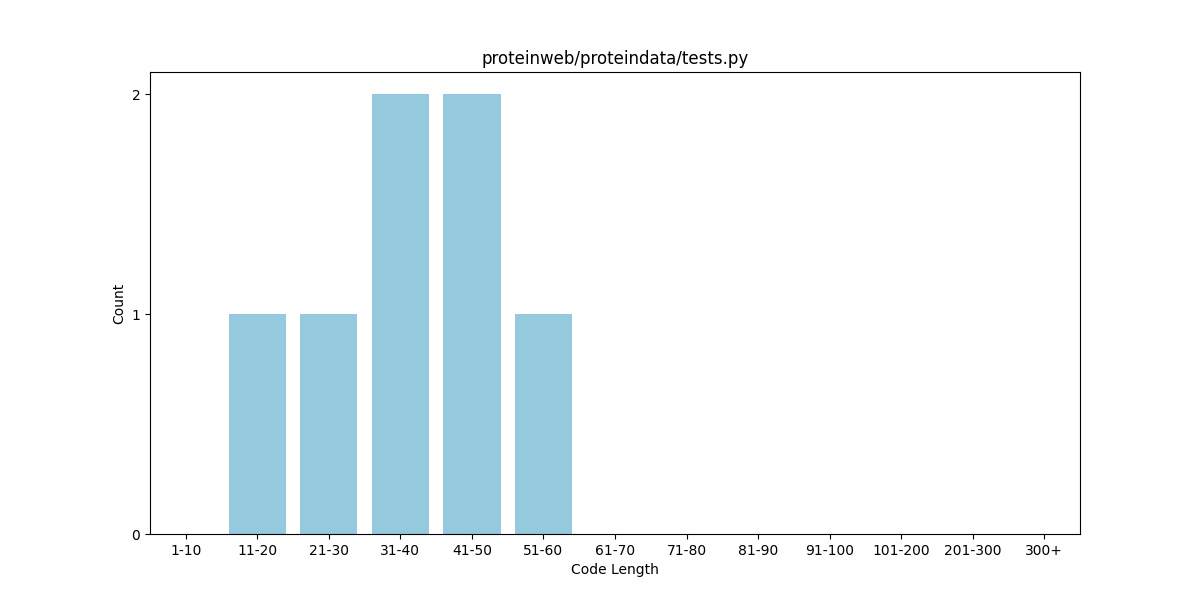 proteinweb/proteindata/tests.py
Count
2
1
0
1-10 11-20 21-30 31-40 41-50 51-60 61-70 71-80 81-90 91-100 101-200 201-300 300+
Code Length